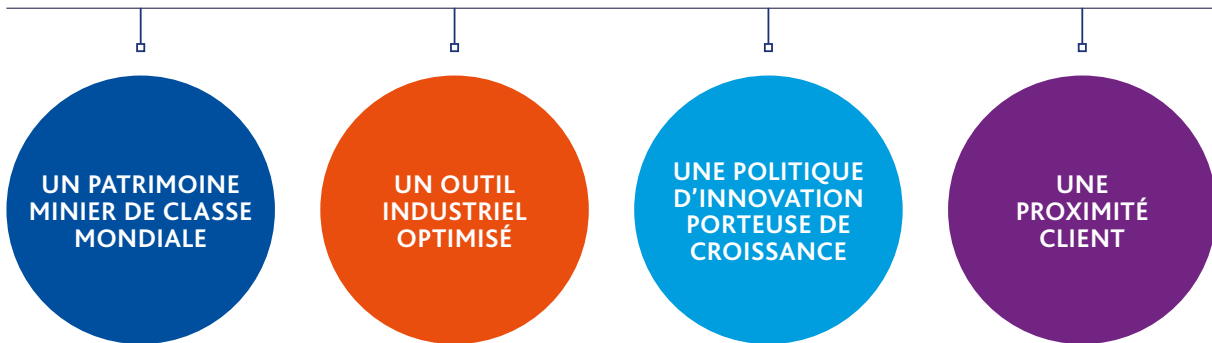 UN PATRIMOINE
MINIER DE CLASSE
MONDIALE
UN OUTIL
INDUSTRIEL
OPTIMISÉ
UNE POLITIQUE
D'INNOVATION
PORTEUSE DE
CROISSANCE
UNE
PROXIMITÉ
CLIENT